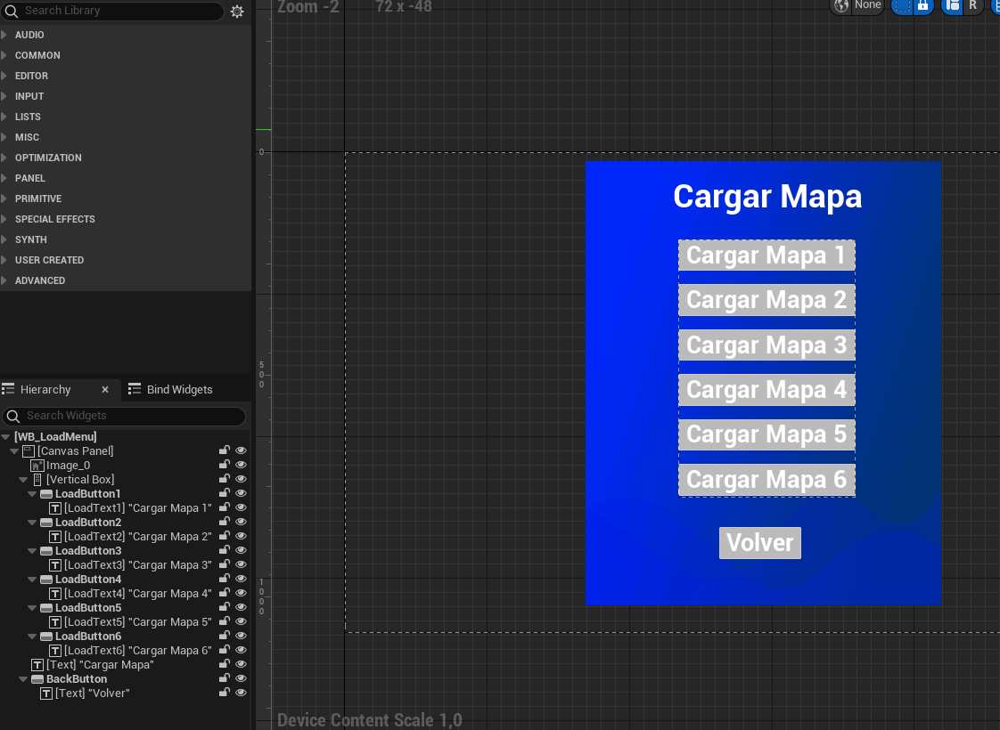 Search Library
AUDIO
COMMON
EDITOR
INPUT
LISTS
MISC
OPTIMIZATION
PANEL
PRIMITIVE
SPECIAL EFFECTS
SYNTH
USER CREATED
ADVANCED
Hierarchy
Bind Widgets
Search Widgets
[WB_LoadMenu]
[Canvas Panel]
Image_0
[Vertical Box]
LoadButton1
[LoadText1] "Cargar Mapa 1"
LoadButton2
[LoadText2] "Cargar Mapa 2"
LoadButton3
[LoadText3] "Cargar Mapa 3"
LoadButton4
[LoadText4] "Cargar Mapa 4"
LoadButton5
[LoadText5] "Cargar Mapa 5"
LoadButton6
[LoadText6] "Cargar Mapa 6"
[Text] "Cargar Mapa"
BackButton
[Text] "Volver"
Zoom -2
72 x -48
None
R
0
500
1000
Cargar Mapa
Cargar Mapa 1
Cargar Mapa 2
Cargar Mapa 3
Cargar Mapa 4
Cargar Mapa 5
Cargar Mapa 6
Volver
Device Content Scale 1,0